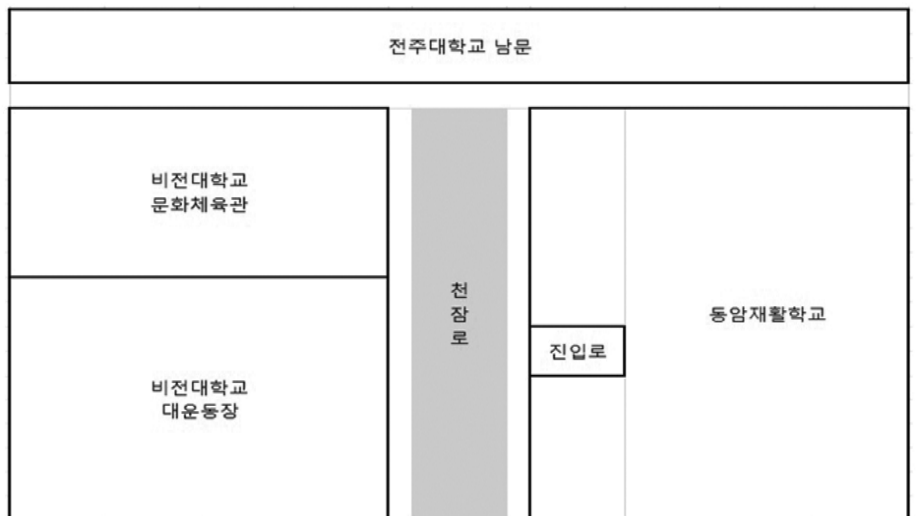 전주대학교 남문
비전대학교
문화체육관
천
잠
로
동암재활학교
진입로
비전대학교
대운동장